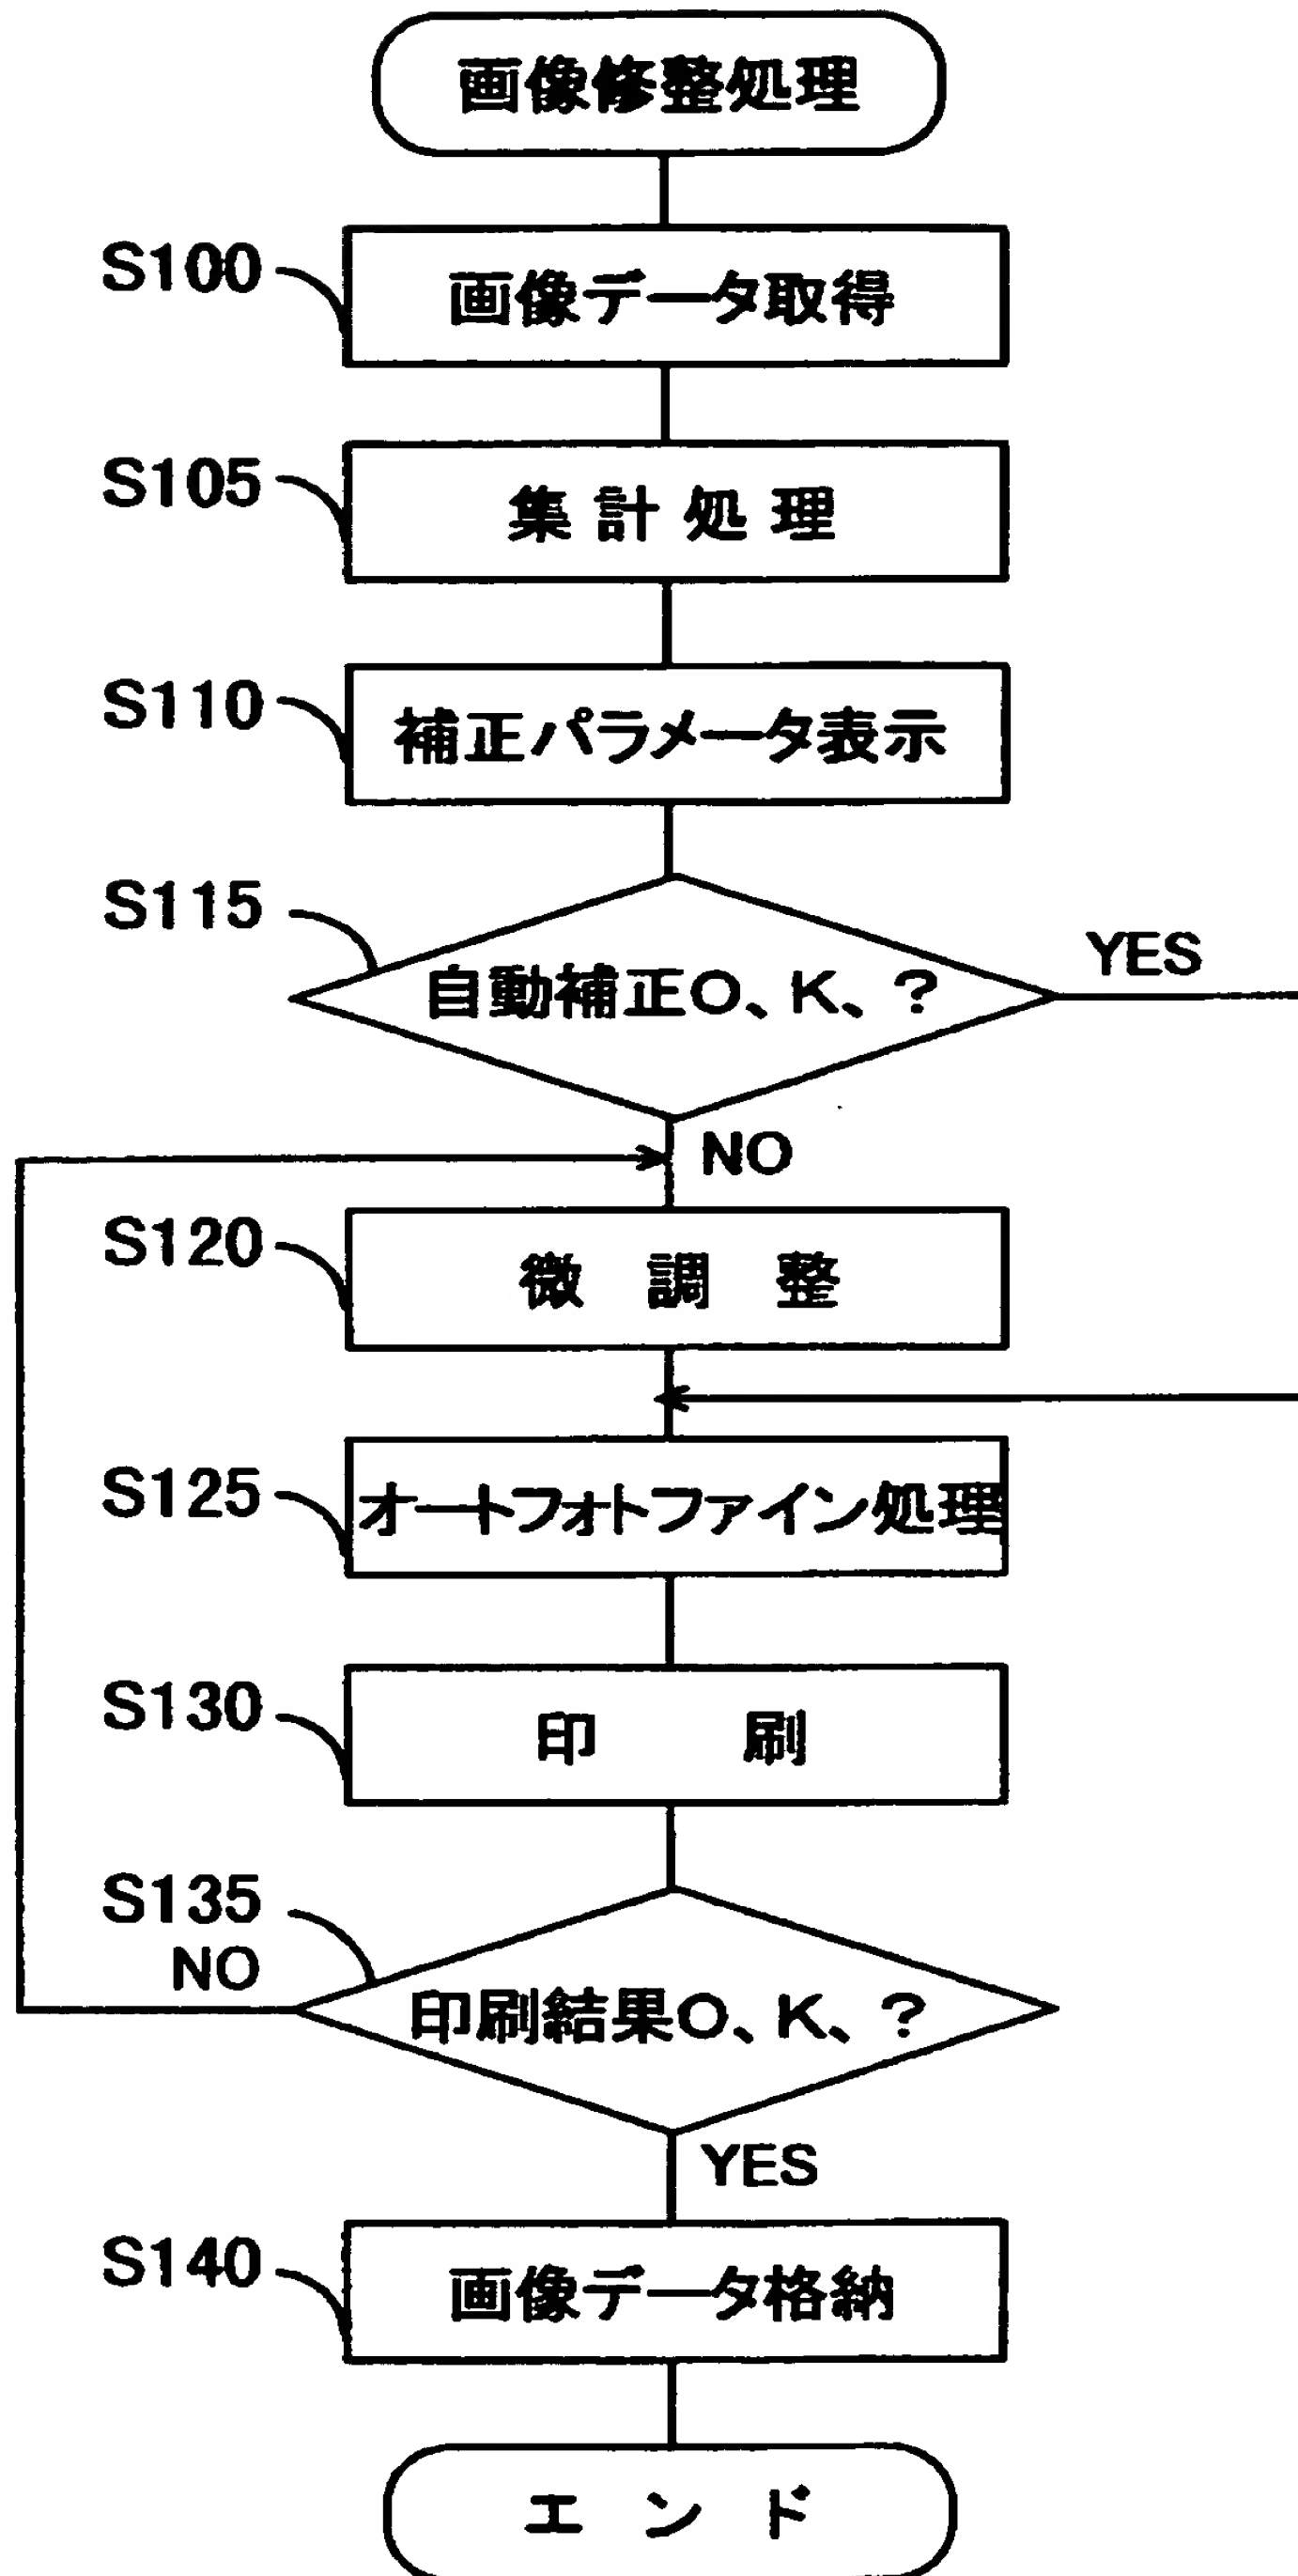 画像修整処理
S100
画像データ取得
S105
集計処理
S110
補正パラメータ表示
S115
自動補正O、K、?
YES
NO
S120
微調整
S125
オートフォトファイン処理
S130
印刷
S135
NO
印刷結果O、K、?
YES
S140
画像データ格納
エンド